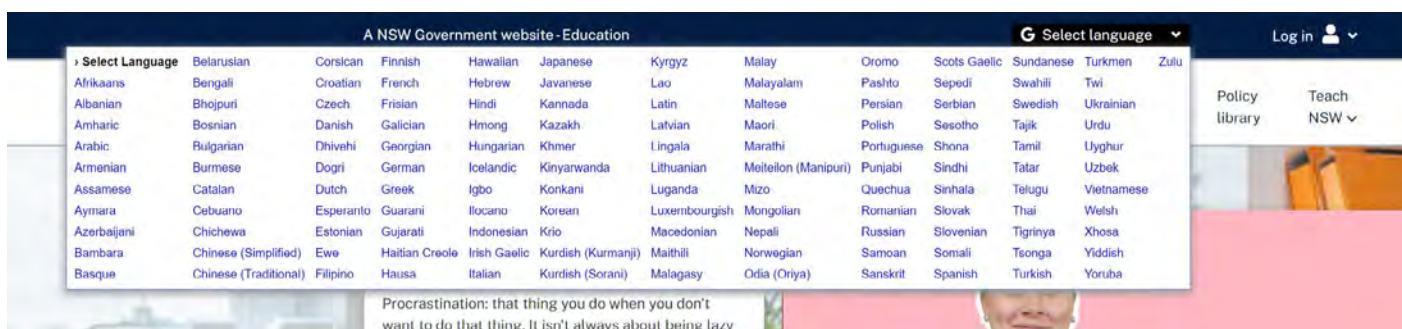 A NSW Government website - Education
G Select language
Log in
› Select Language Belarusian Corsican Finnish Hawaiian Japanese Kyrgyz Malay Oromo Scots Gaelic Sundanese Turkmen Zulu
Afrikaans Bengali Croatian French Hebrew Javanese Lao Malayalam Pashto Sepedi Swahili Twi
Albanian Bhojpuri Czech Frisian Hindi Kannada Latin Maltese Persian Serbian Swedish Ukrainian
Amharic Bosnian Danish Galician Hmong Kazakh Latvian Maori Polish Sesotho Tajik Urdu
Arabic Bulgarian Dhivehi Georgian Hungarian Khmer Lingala Marathi Portuguese Shona Tamil Uyghur
Armenian Burmese Dogri German Icelandic Kinyarwanda Lithuanian Meiteilon (Manipuri) Punjabi Sindhi Tatar Uzbek
Assamese Catalan Dutch Greek Igbo Konkani Luganda Mizo Quechua Sinhala Telugu Vietnamese
Aymara Cebuano Esperanto Guarani Ilocano Korean Luxembourgish Mongolian Romanian Slovak Thai Welsh
Azerbaijani Chichewa Estonian Gujarati Indonesian Krio Macedonian Nepali Russian Slovenian Tigrinya Xhosa
Bambara Chinese (Simplified) Ewe Haitian Creole Irish Gaelic Kurdish (Kurmanji) Maithili Norwegian Samoan Somali Tsonga Yiddish
Basque Chinese (Traditional) Filipino Hausa Italian Kurdish (Sorani) Malagasy Odia (Oriya) Sanskrit Spanish Turkish Yoruba
Policy
library
Teach
NSW
Procrastination: that thing you do when you don't
want to do that thing. It isn't always about being lazy